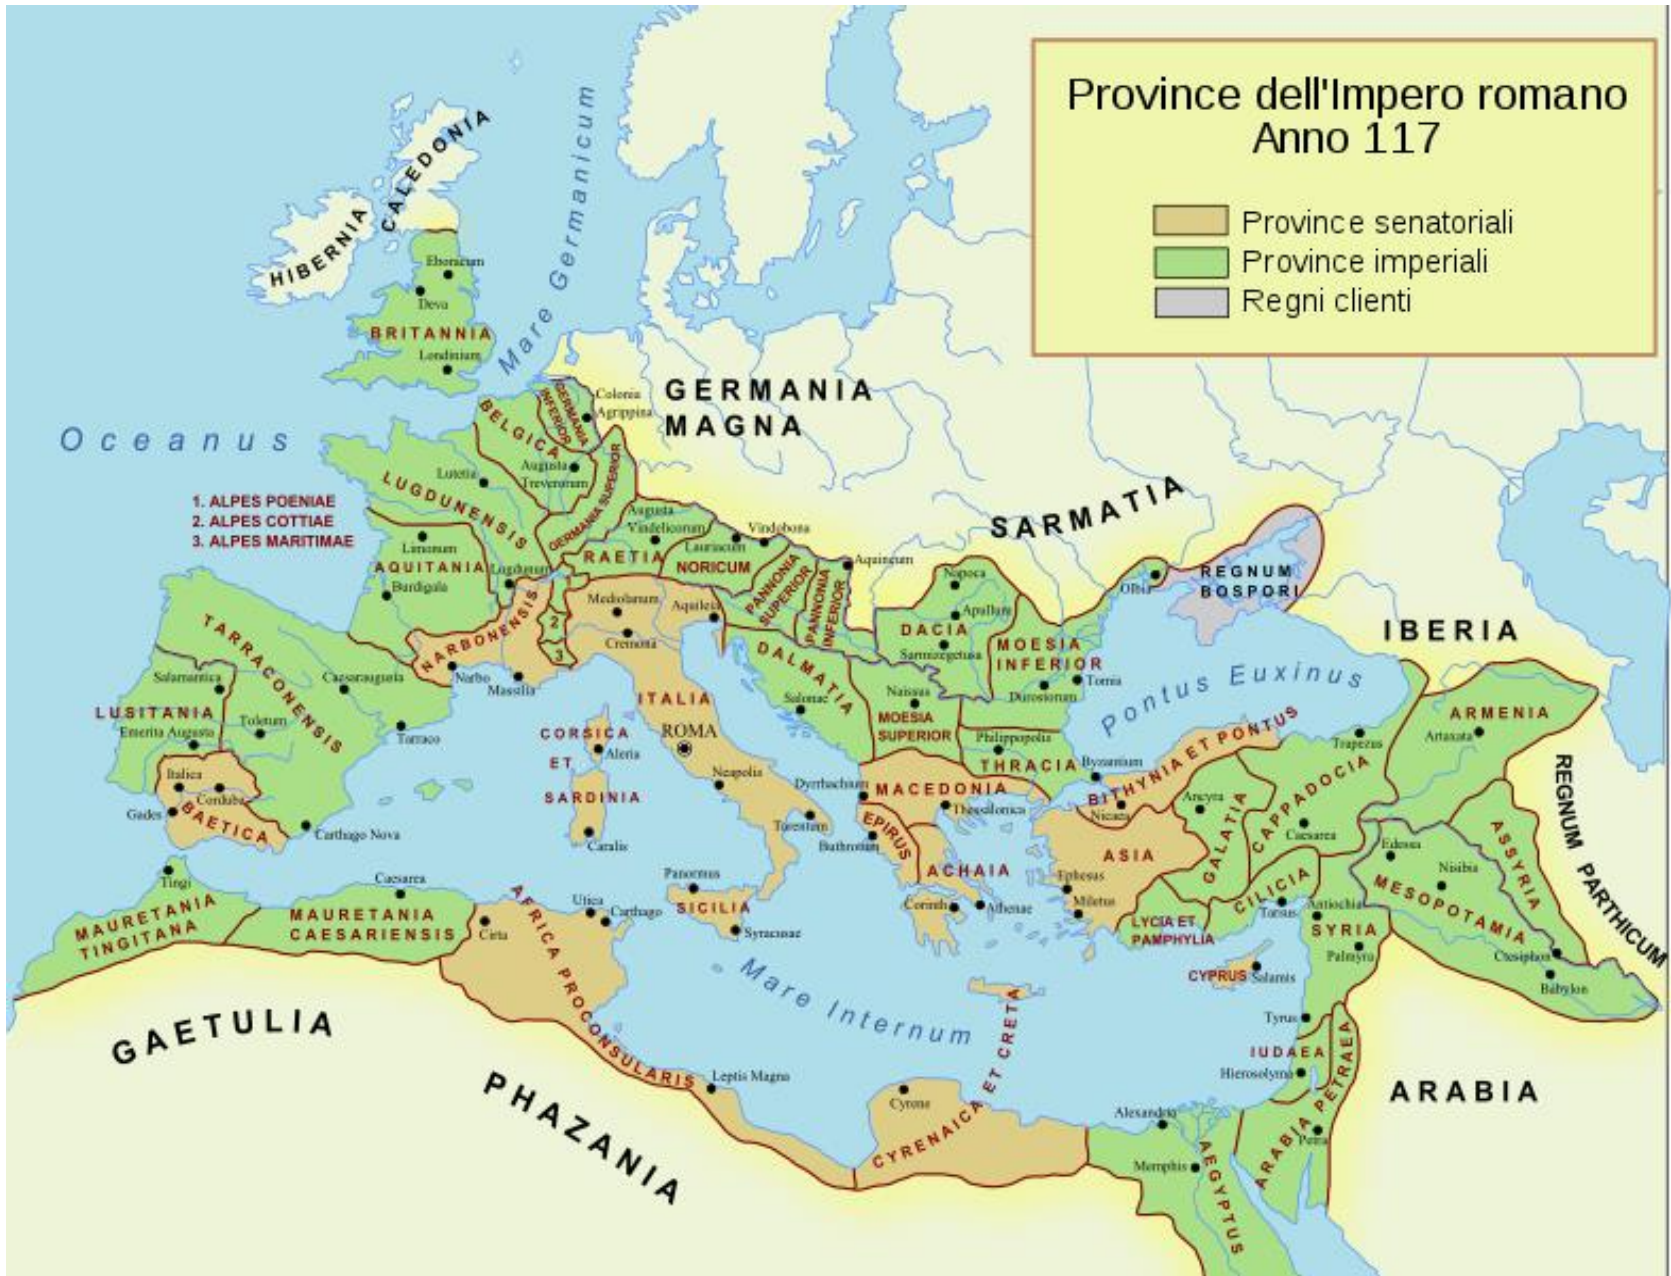 Province dell'Impero romano
Anno 117
Province senatoriali
Province imperiali
Regni clienti
CALEDONIA
HIBERNIA
Mare Germanicum
Eboracum
Deva
BRITANNIA
Londinium
Oceanus
GERMANIA
MAGNA
GERMANIA
INFERIOR
Colonia
Agrippina
BELGICA
Augusta
Treverorum
Lutetia
LUGDUNENSIS
GERMANIA SUPERIOR
1. ALPES POENIAE
2. ALPES COTTIAE
3. ALPES MARITIMAE
Limonum
AQUITANIA
Lugdunum
Burdigala
Augusta
Vindelicorum
RAETIA
Lauriacum
Vindobona
NORICUM
PANNONIA
SUPERIOR
PANNONIA
INFERIOR
Aquincum
SARMATIA
Napoca
Apullum
DACIA
Sarmizegetusa
MOESIA
INFERIOR
Durostorum
Tomia
Olbia
REGNUM
BOSPORI
IBERIA
Pontus Euxinus
1
2
3
NARBONENSIS
Narbo
Massilia
Mediolanum
Aquileia
Cremona
ITALIA
ROMA
Neapolis
Tarentum
DALMATIA
Salonae
Naissus
MOESIA
SUPERIOR
Philippopolis
THRACIA
Byzantium
TARRACONENSIS
Salamantica
Caesaraugusta
LUSITANIA
Toletum
Emerita Augusta
Tarraco
Italica
Corduba
Gades
BAETICA
Carthago Nova
CORSICA
ET
SARDINIA
Aleria
Caralis
Dyrrhachium
MACEDONIA
Thessalonica
EPIRUS
Buthrotum
ACHAIA
Corinth
Athenae
BITHYNIA ET PONTUS
Nicaea
Trapezus
ARMENIA
Artaxata
Ancyra
GALATIA
CAPPADOCIA
Caesarea
ASIA
Ephesus
Miletus
LYCIA ET
PAMPHYLIA
CILICIA
Tarsus
Antiochia
SYRIA
Palmyra
Edessa
Nisibia
MESOPOTAMIA
ASSYRIA
Ctesiphon
Babylon
REGNUM PARTHICUM
CYPRUS
Salamis
Tyrus
IUDAEA
Hierosolyma
ARABIA PETRAEA
Petra
ARABIA
Tingi
MAURETANIA
TINGITANA
Caesarea
MAURETANIA
CAESARIENSIS
Cirta
Utica
Carthago
AFRICA PROCONSULARIS
Panormus
SICILIA
Syracusae
Mare Internum
Leptis Magna
GAETULIA
PHAZANIA
Cyrene
CYRENAICA ET CRETA
Alexandria
Memphis
AEGYPTUS